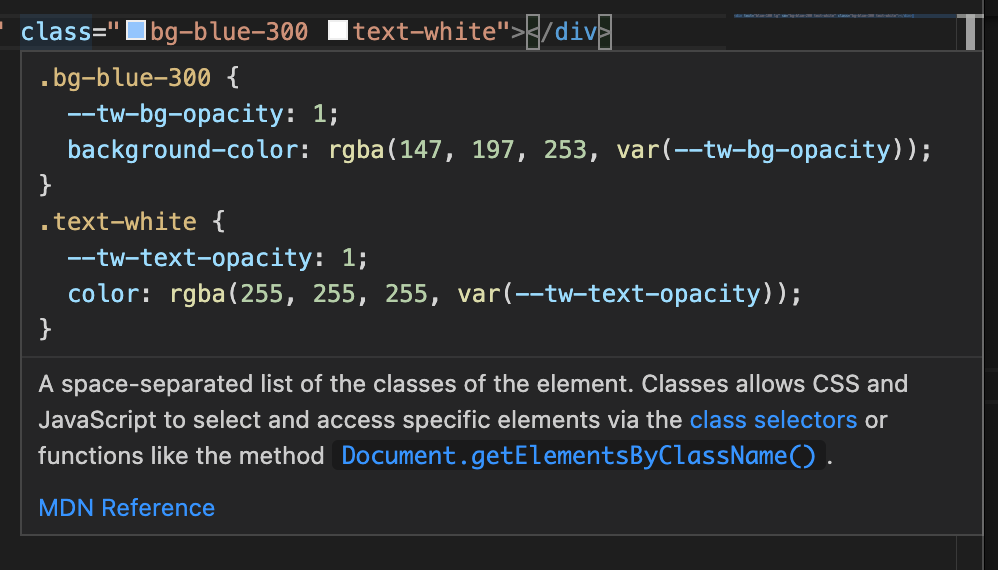 " class="bg-blue-300 text-white"></div>
.bg-blue-300 {
--tw-bg-opacity: 1;
background-color: rgba(147, 197, 253, var(--tw-bg-opacity));
}
.text-white {
--tw-text-opacity: 1;
color: rgba(255, 255, 255, var(--tw-text-opacity));
}
A space-separated list of the classes of the element. Classes allows CSS and
JavaScript to select and access specific elements via the class selectors or
functions like the method Document.getElementsByClassName() .
MDN Reference